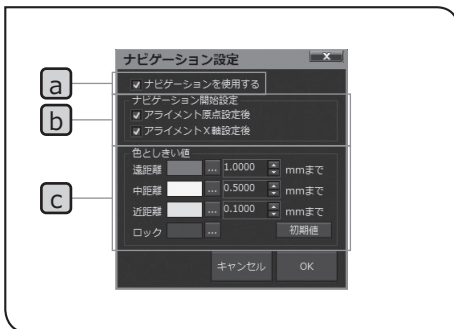 ナビゲーション設定 x
a
ナビゲーションを使用する
ナビゲーション開始設定
b
アライメント原点設定後
アライメントX軸設定後
色としきい値
遠距離 ... 1.0000 mmまで
中距離 ... 0.5000 mmまで
c
近距離 ... 0.1000 mmまで
ロック ... 初期値
キャンセル OK